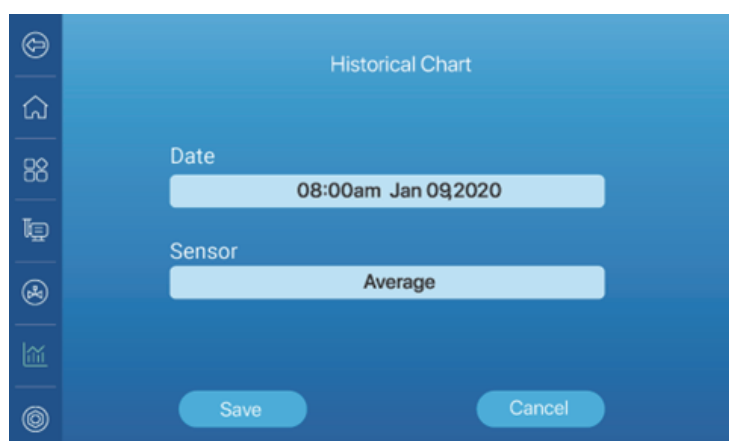 Historical Chart
Date
08:00am Jan 09,2020
Sensor
Average
Save Cancel